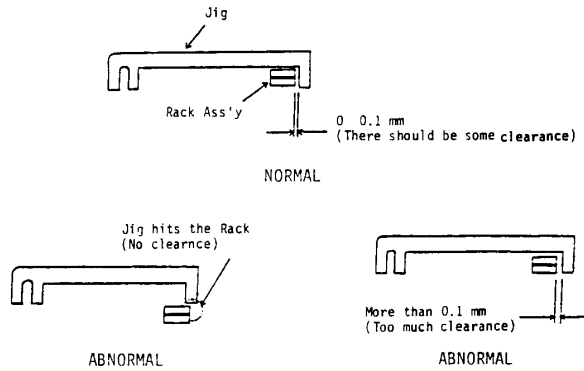 Jig
Rack Ass'y
0 0.1 mm
(There should be some clearance)
NORMAL
Jig hits the Rack
(No clearnce)
More than 0.1 mm
(Too much clearance)
ABNORMAL
ABNORMAL